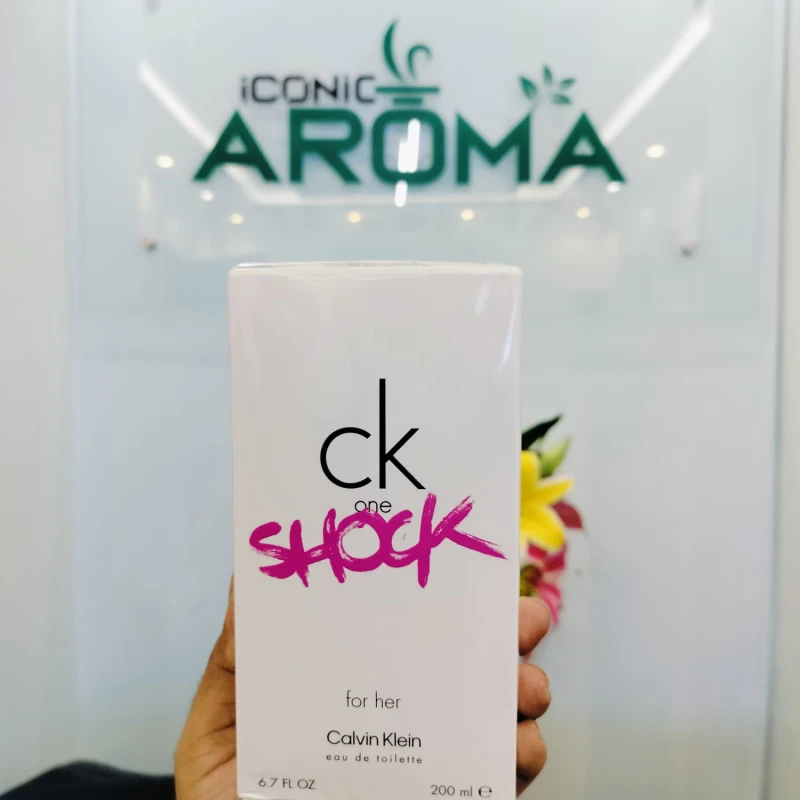 iCONIC
AROMA
ck
one
SHOCK
for her
Calvin Klein
eau de toilette
6.7 FL OZ
200 ml ℮